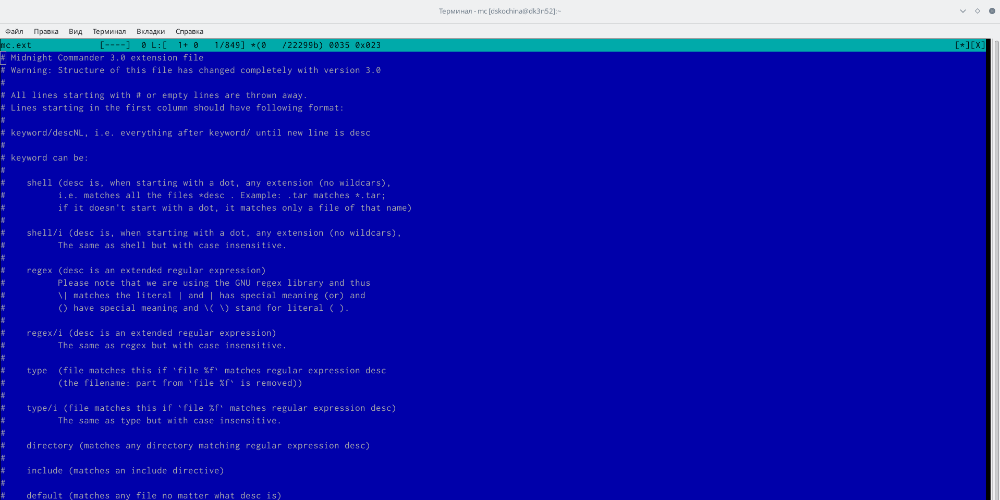 Терминал - mc [dskochina@dk3n52]:~
Файл Правка Вид Терминал Вкладки Справка
mc.ext [----] 0 L:[ 1+ 0 1/849] *(0 /22299b) 0035 0x023 [*][X]
# Midnight Commander 3.0 extension file
# Warning: Structure of this file has changed completely with version 3.0
#
# All lines starting with # or empty lines are thrown away.
# Lines starting in the first column should have following format:
#
# keyword/descNL, i.e. everything after keyword/ until new line is desc
#
# keyword can be:
#
#    shell (desc is, when starting with a dot, any extension (no wildcars),
#          i.e. matches all the files *desc . Example: .tar matches *.tar;
#          if it doesn't start with a dot, it matches only a file of that name)
#
#    shell/i (desc is, when starting with a dot, any extension (no wildcars),
#          The same as shell but with case insensitive.
#
#    regex (desc is an extended regular expression)
#          Please note that we are using the GNU regex library and thus
#          \| matches the literal | and | has special meaning (or) and
#          () have special meaning and \( \) stand for literal ( ).
#
#    regex/i (desc is an extended regular expression)
#          The same as regex but with case insensitive.
#
#    type  (file matches this if `file %f` matches regular expression desc
#          (the filename: part from `file %f` is removed))
#
#    type/i (file matches this if `file %f` matches regular expression desc)
#          The same as type but with case insensitive.
#
#    directory (matches any directory matching regular expression desc)
#
#    include (matches an include directive)
#
#    default (matches any file no matter what desc is)